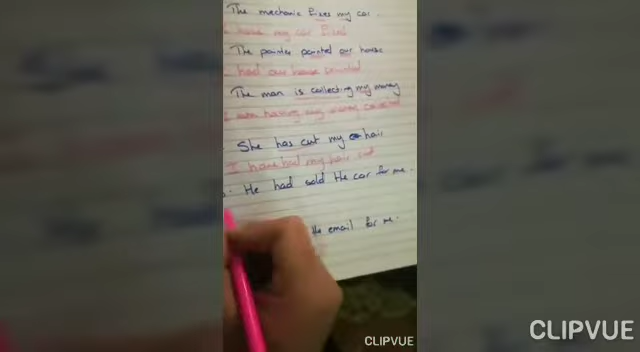 The mechanic fixes my car.
I have my car fixed
The painter painted our house
I had our house painted
The man is collecting my money
I am having my money collected
She has cut my hair
I have had my hair cut
He had sold the car for me.
the email for me.
CLIPVUE
CLIPVUE